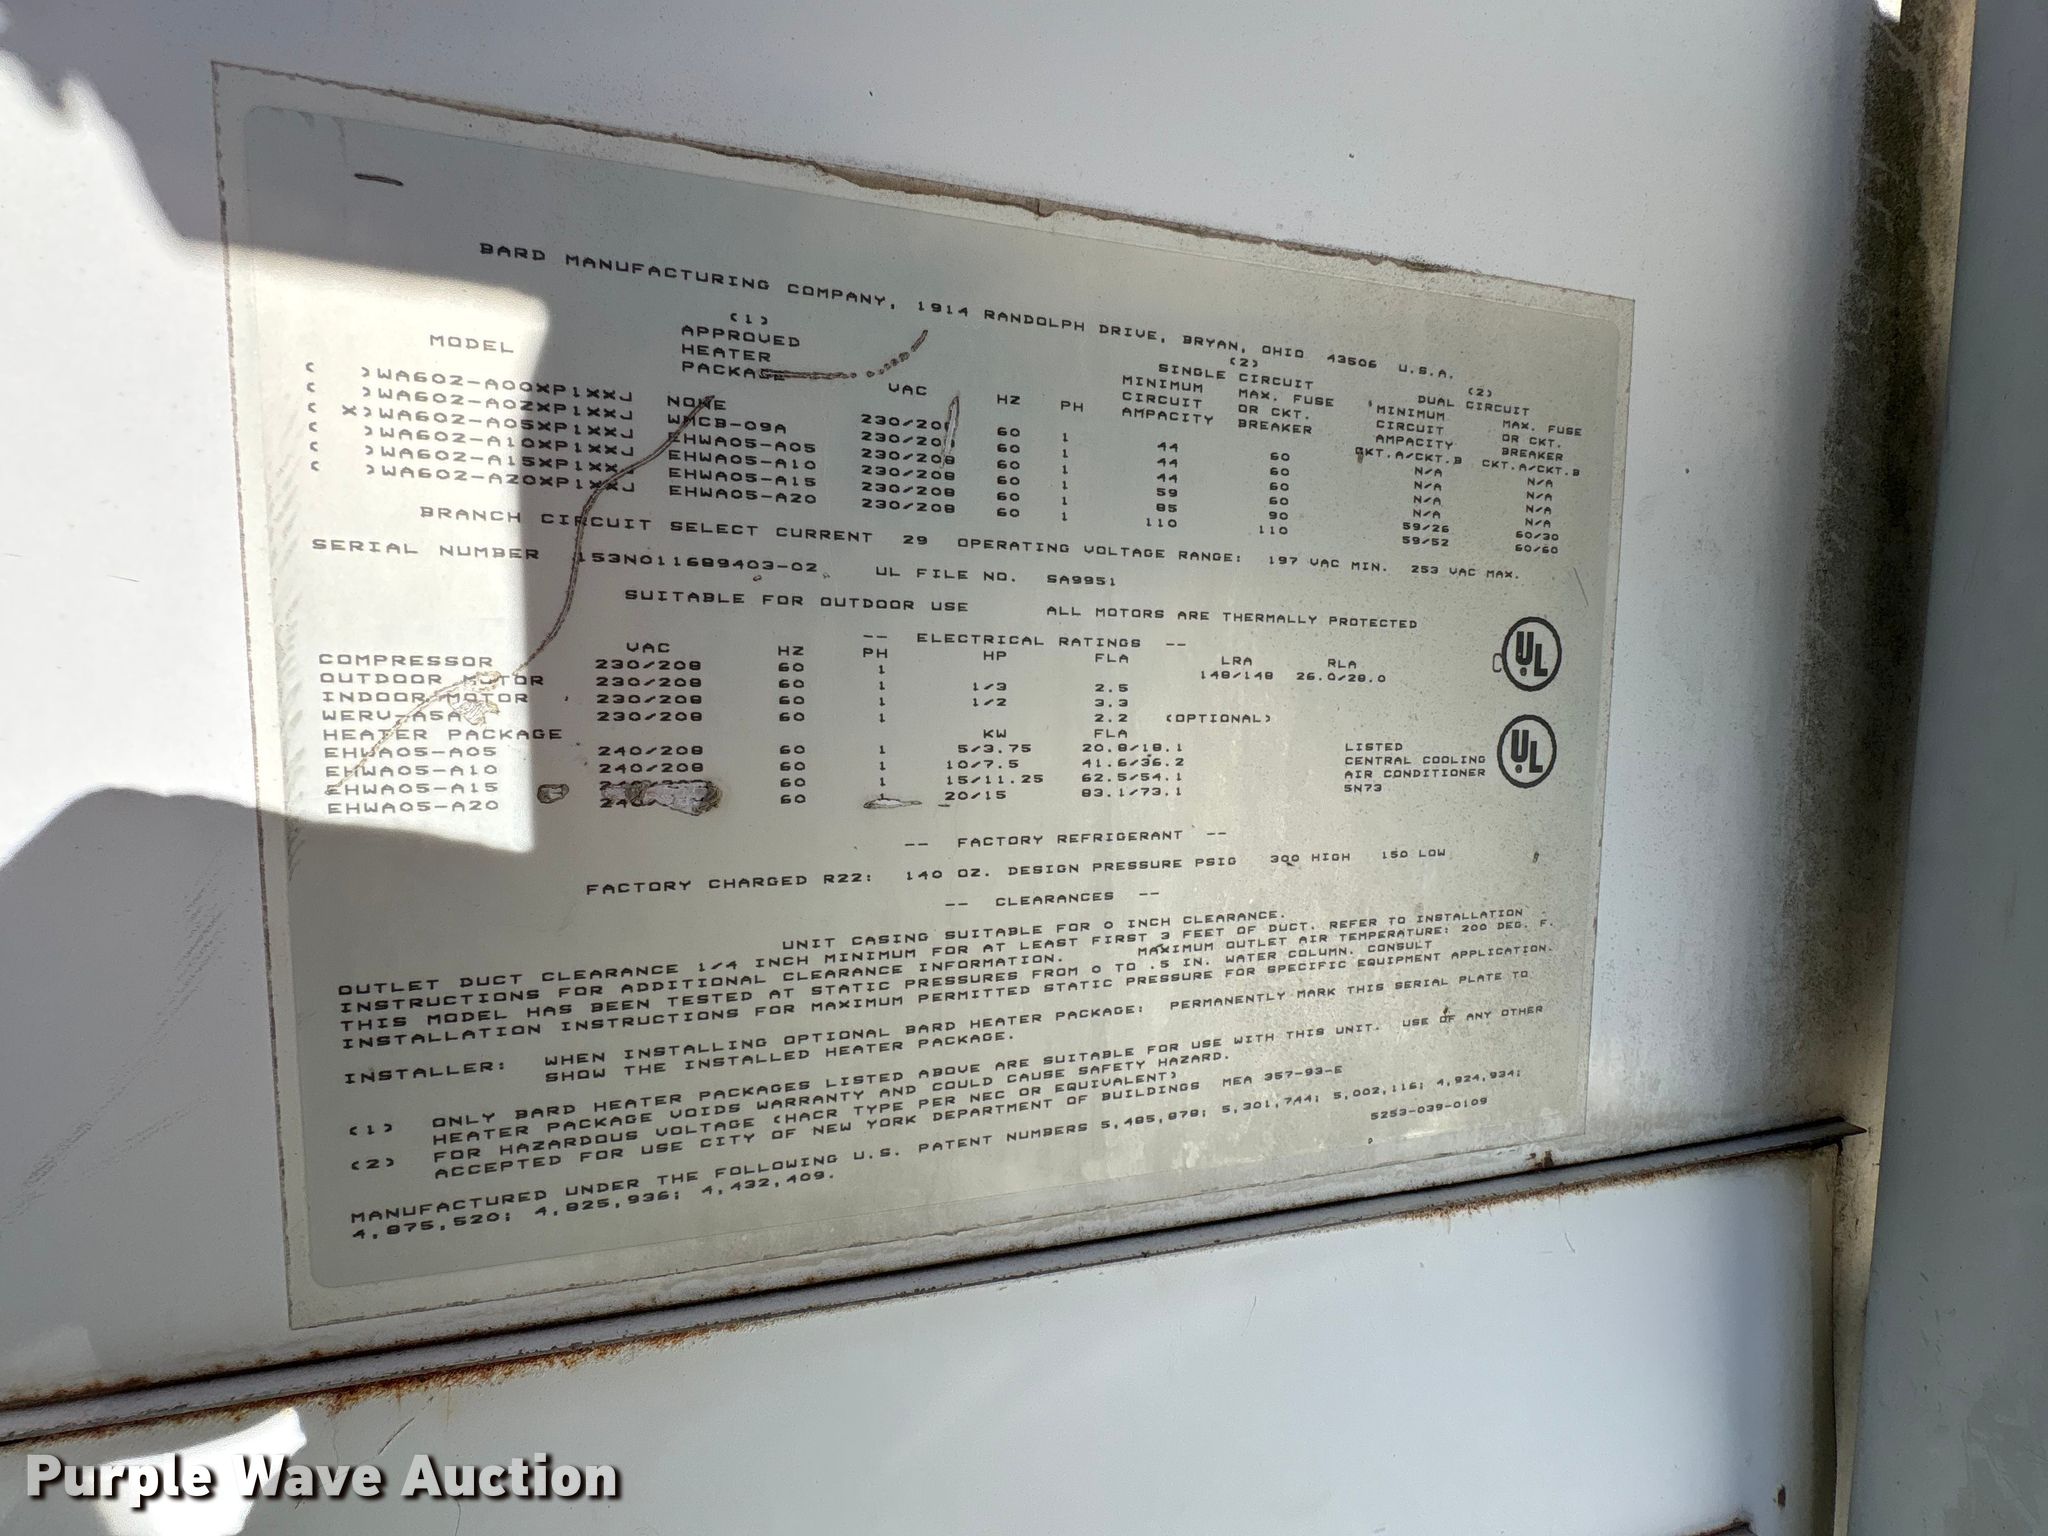 BARD MANUFACTURING COMPANY, 1914 RANDOLPH DRIVE, BRYAN, OHIO 43506 U.S.A.
(1) (2) (2)
MODEL APPROVED SINGLE CIRCUIT DUAL CIRCUIT
HEATER MINIMUM MAX. FUSE MINIMUM MAX. FUSE
PACKAGE VAC HZ PH CIRCUIT OR CKT. CIRCUIT OR CKT.
AMPACITY BREAKER AMPACITY BREAKER
CKT.A/CKT.B CKT.A/CKT.B
( )WA602-A00XP1XXJ NONE 230/208 60 1 44 60 N/A N/A
( )WA602-A02XP1XXJ WMCB-09A 230/208 60 1 44 60 N/A N/A
( X)WA602-A05XP1XXJ EHWA05-A05 230/208 60 1 44 60 N/A N/A
( )WA602-A10XP1XXJ EHWA05-A10 230/208 60 1 59 60 N/A N/A
( )WA602-A15XP1XXJ EHWA05-A15 230/208 60 1 85 90 59/26 60/30
( )WA602-A20XP1XXJ EHWA05-A20 230/208 60 1 110 110 59/52 60/60
BRANCH CIRCUIT SELECT CURRENT 29 OPERATING VOLTAGE RANGE: 197 VAC MIN. 253 VAC MAX.
SERIAL NUMBER 153N011689403-02 UL FILE NO. SA9951
SUITABLE FOR OUTDOOR USE ALL MOTORS ARE THERMALLY PROTECTED
-- ELECTRICAL RATINGS --
VAC HZ PH HP FLA LRA RLA
COMPRESSOR 230/208 60 1 148/148 26.0/28.0
OUTDOOR MOTOR 230/208 60 1 1/3 2.5
INDOOR MOTOR 230/208 60 1 1/2 3.3
WERV-A5A 230/208 60 1 2.2 (OPTIONAL)
HEATER PACKAGE KW FLA
EHWA05-A05 240/208 60 1 5/3.75 20.8/18.1
EHWA05-A10 240/208 60 1 10/7.5 41.6/36.2
EHWA05-A15 60 1 15/11.25 62.5/54.1
EHWA05-A20 60 20/15 83.1/73.1
C UL
UL
LISTED
CENTRAL COOLING
AIR CONDITIONER
5N73
-- FACTORY REFRIGERANT --
FACTORY CHARGED R22: 140 OZ. DESIGN PRESSURE PSIG 300 HIGH 150 LOW
-- CLEARANCES --
UNIT CASING SUITABLE FOR 0 INCH CLEARANCE.
OUTLET DUCT CLEARANCE 1/4 INCH MINIMUM FOR AT LEAST FIRST 3 FEET OF DUCT. REFER TO INSTALLATION
INSTRUCTIONS FOR ADDITIONAL CLEARANCE INFORMATION. MAXIMUM OUTLET AIR TEMPERATURE: 200 DEG. F.
THIS MODEL HAS BEEN TESTED AT STATIC PRESSURES FROM 0 TO .5 IN. WATER COLUMN. CONSULT
INSTALLATION INSTRUCTIONS FOR MAXIMUM PERMITTED STATIC PRESSURE FOR SPECIFIC EQUIPMENT APPLICATION.
INSTALLER: WHEN INSTALLING OPTIONAL BARD HEATER PACKAGE: PERMANENTLY MARK THIS SERIAL PLATE TO
SHOW THE INSTALLED HEATER PACKAGE.
(1) ONLY BARD HEATER PACKAGES LISTED ABOVE ARE SUITABLE FOR USE WITH THIS UNIT. USE OF ANY OTHER
HEATER PACKAGE VOIDS WARRANTY AND COULD CAUSE SAFETY HAZARD.
(2) FOR HAZARDOUS VOLTAGE (HACR TYPE PER NEC OR EQUIVALENT)
ACCEPTED FOR USE CITY OF NEW YORK DEPARTMENT OF BUILDINGS MEA 357-93-E
MANUFACTURED UNDER THE FOLLOWING U.S. PATENT NUMBERS 5,485,878; 5,301,744; 5,002,116; 4,924,934;
4,875,520; 4,825,936; 4,432,409.
5253-039-0109
Purple Wave Auction